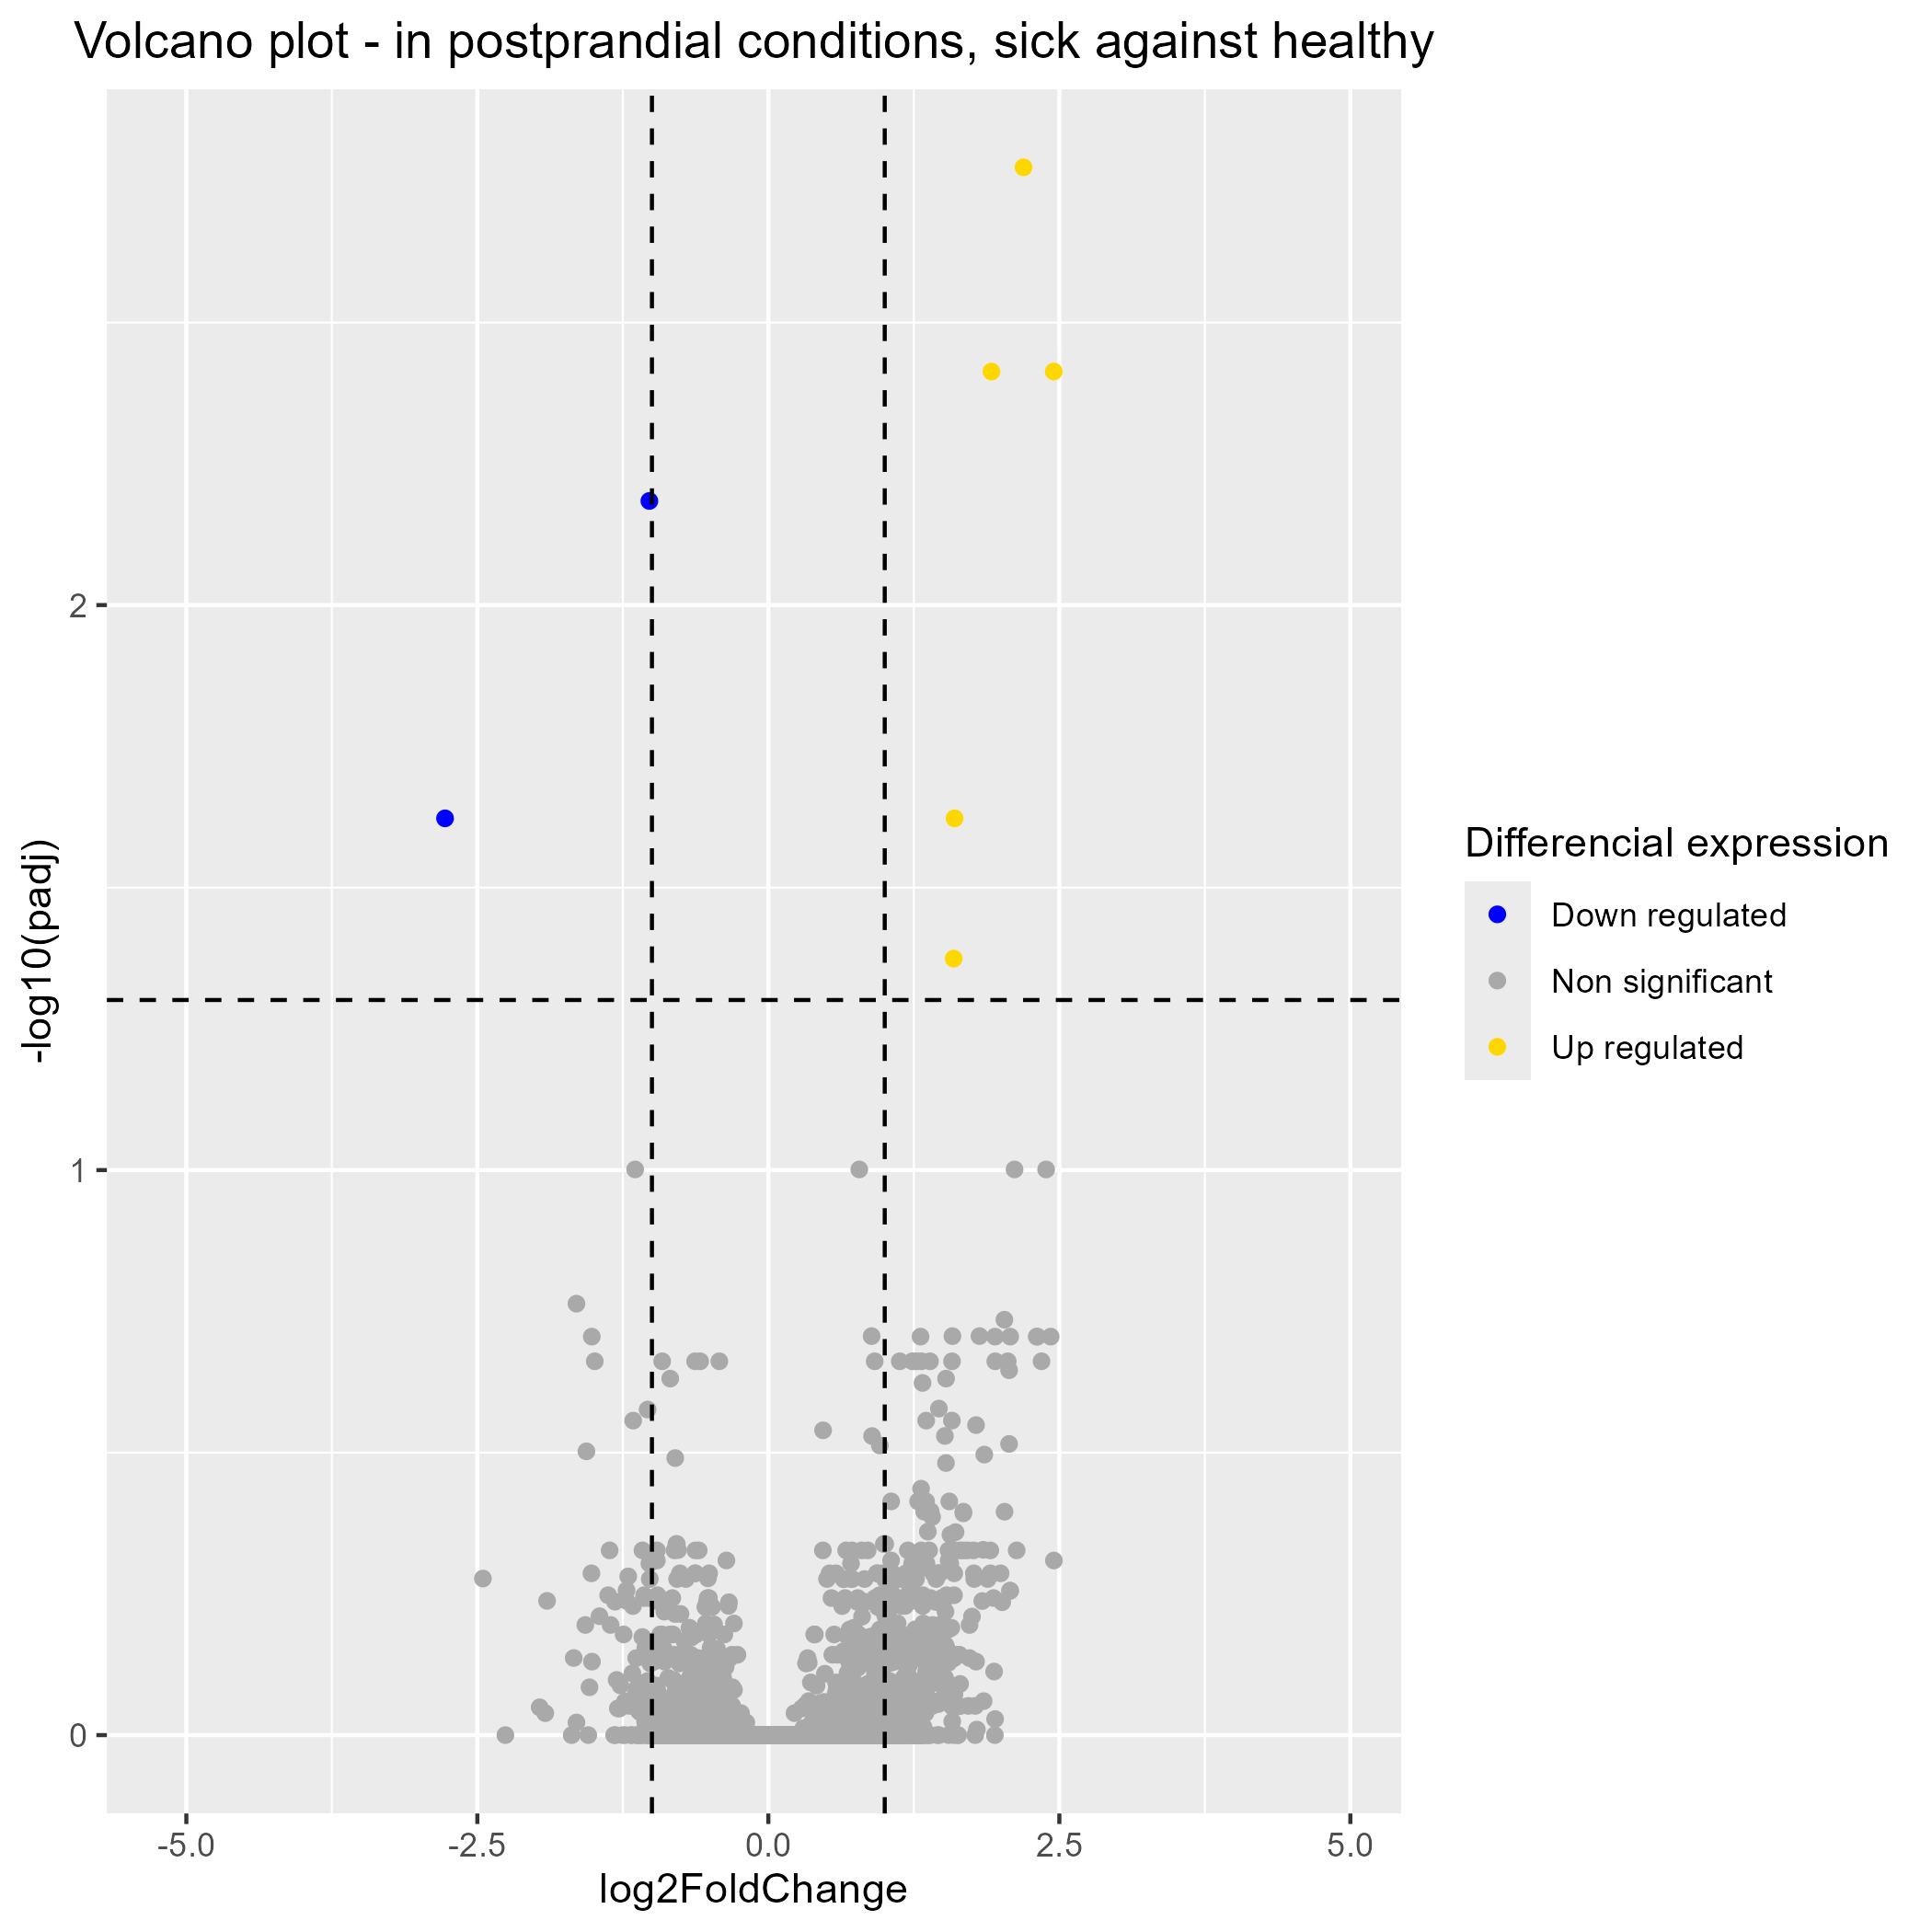 Volcano plot - in postprandial conditions, sick against healthy
-log10(padj)
2
1
0
-5.0
-2.5
0.0
2.5
5.0
log2FoldChange
Differencial expression
Down regulated
Non significant
Up regulated